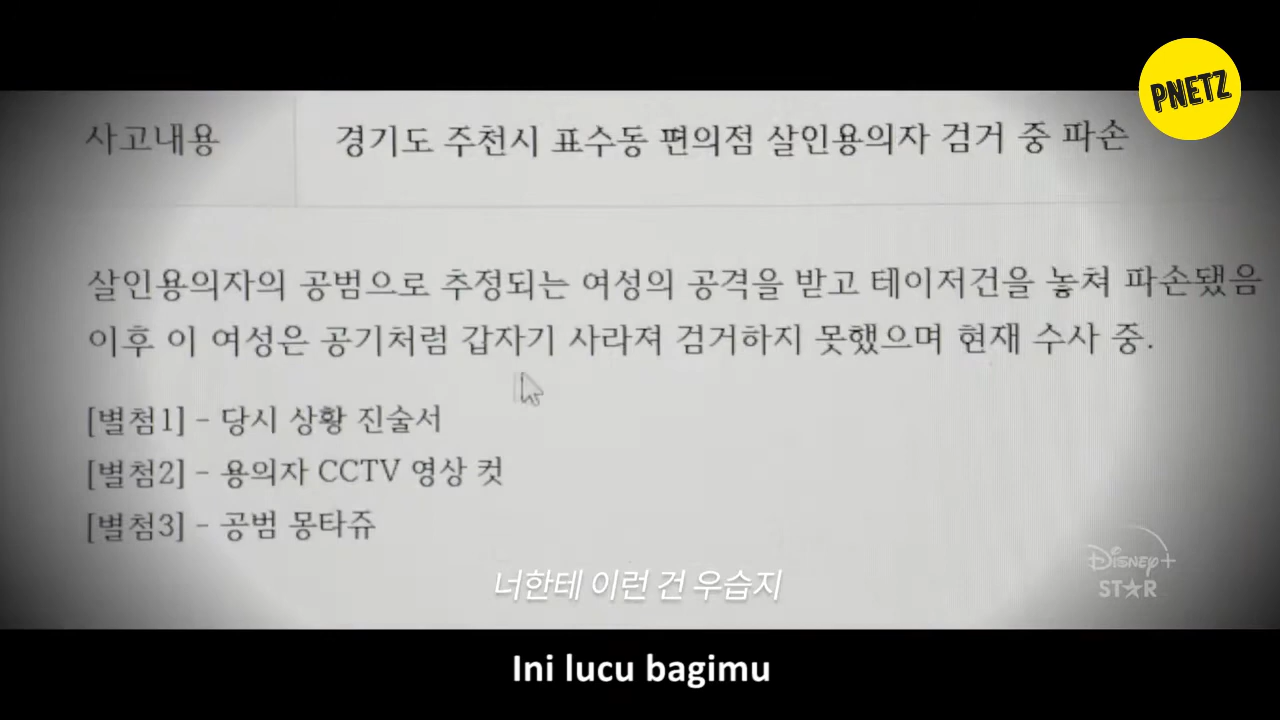 PNETZ
사고내용
경기도 주천시 표수동 편의점 살인용의자 검거 중 파손
살인용의자의 공범으로 추정되는 여성의 공격을 받고 테이저건을 놓쳐 파손됐음
이후 이 여성은 공기처럼 갑자기 사라져 검거하지 못했으며 현재 수사 중.
[별첨1] - 당시 상황 진술서
[별첨2] - 용의자 CCTV 영상 컷
[별첨3] - 공범 몽타쥬
Disney+
STAR
너한테 이런 건 우습지
Ini lucu bagimu